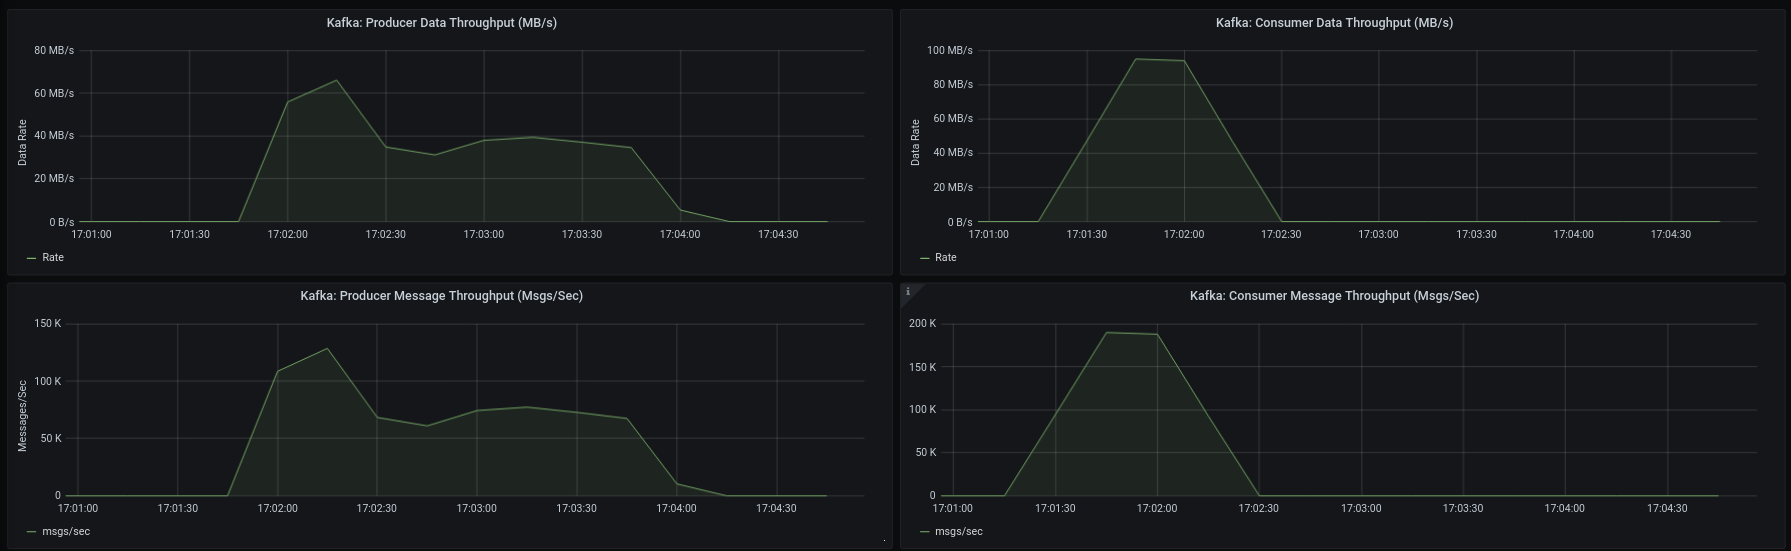 Kafka: Producer Data Throughput (MB/s)
80 MB/s
60 MB/s
40 MB/s
20 MB/s
0 B/s
Data Rate
17:01:00 17:01:30 17:02:00 17:02:30 17:03:00 17:03:30 17:04:00 17:04:30
Rate
Kafka: Consumer Data Throughput (MB/s)
100 MB/s
80 MB/s
60 MB/s
40 MB/s
20 MB/s
0 B/s
Data Rate
17:01:00 17:01:30 17:02:00 17:02:30 17:03:00 17:03:30 17:04:00 17:04:30
Rate
Kafka: Producer Message Throughput (Msgs/Sec)
150 K
100 K
50 K
0
Messages/Sec
17:01:00 17:01:30 17:02:00 17:02:30 17:03:00 17:03:30 17:04:00 17:04:30
msgs/sec
i
Kafka: Consumer Message Throughput (Msgs/Sec)
200 K
150 K
100 K
50 K
0
17:01:00 17:01:30 17:02:00 17:02:30 17:03:00 17:03:30 17:04:00 17:04:30
msgs/sec